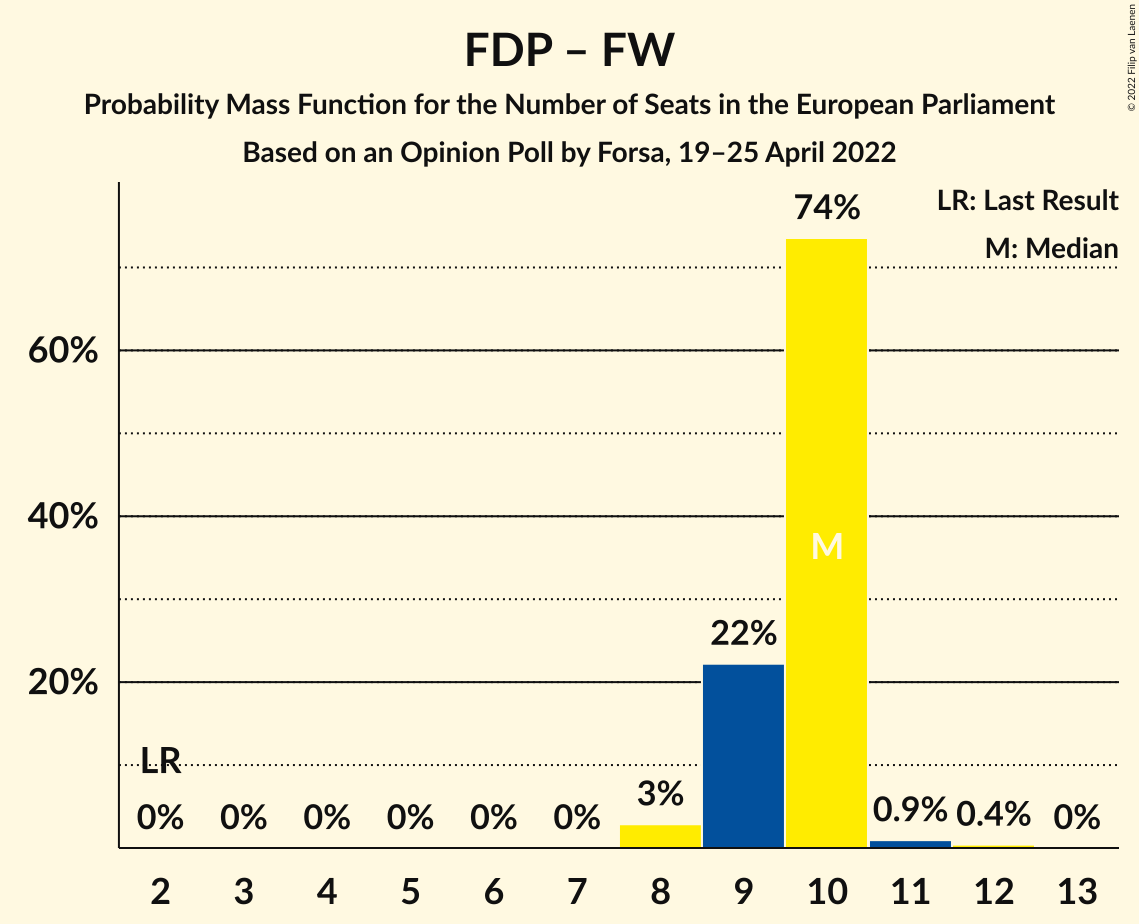 FDP – FW
Probability Mass Function for the Number of Seats in the European Parliament
Based on an Opinion Poll by Forsa, 19–25 April 2022
© 2022 Filip van Laenen
LR: Last Result
M: Median
74%
60%
40%
M
22%
20%
LR
0% 0% 0% 0% 0% 0% 3% 0.9% 0.4% 0%
2 3 4 5 6 7 8 9 10 11 12 13